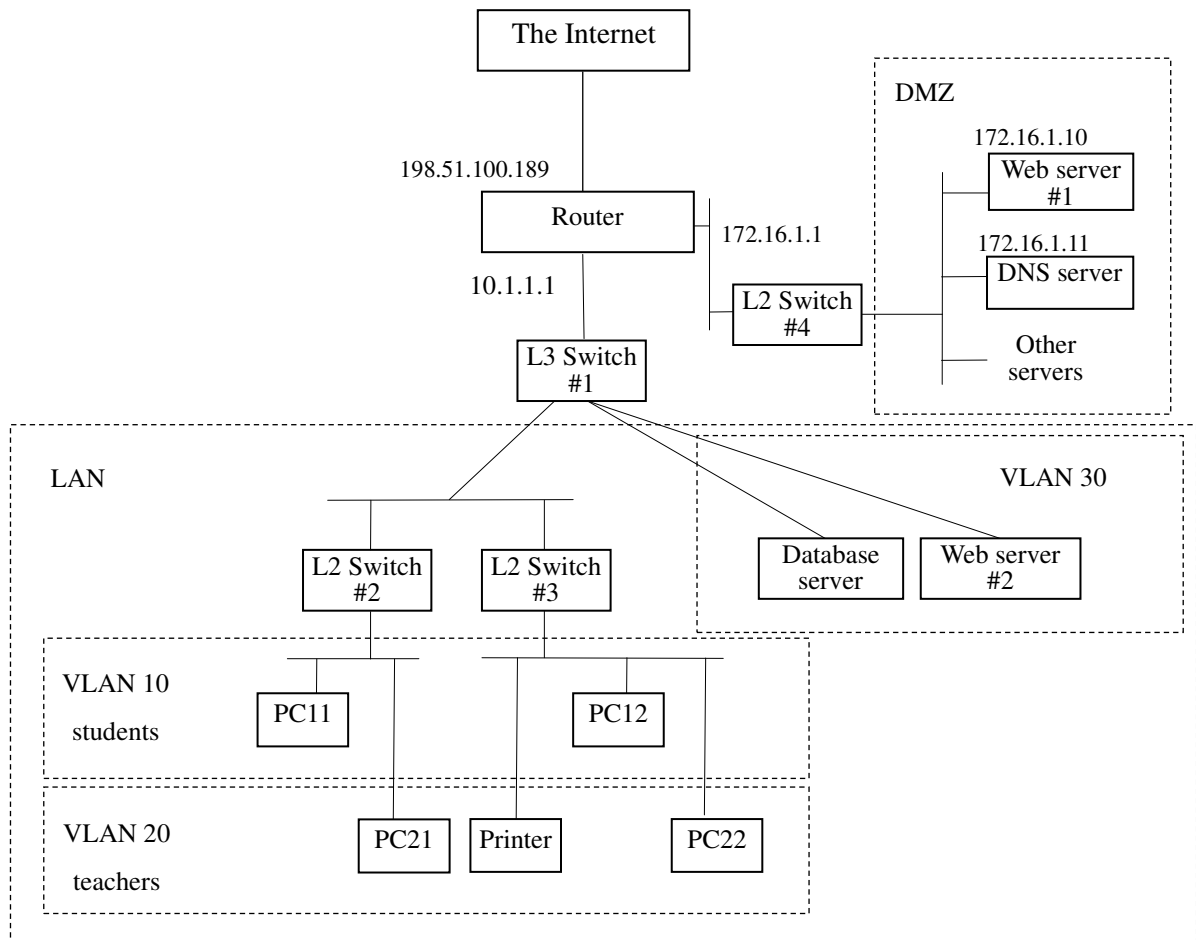 The Internet
DMZ
172.16.1.10
Web server
#1
198.51.100.189
Router
172.16.1.1
172.16.1.11
DNS server
10.1.1.1
L2 Switch
#4
Other
servers
L3 Switch
#1
LAN
VLAN 30
Database
server
Web server
#2
L2 Switch
#2
L2 Switch
#3
VLAN 10
students
PC11
PC12
VLAN 20
teachers
PC21
Printer
PC22